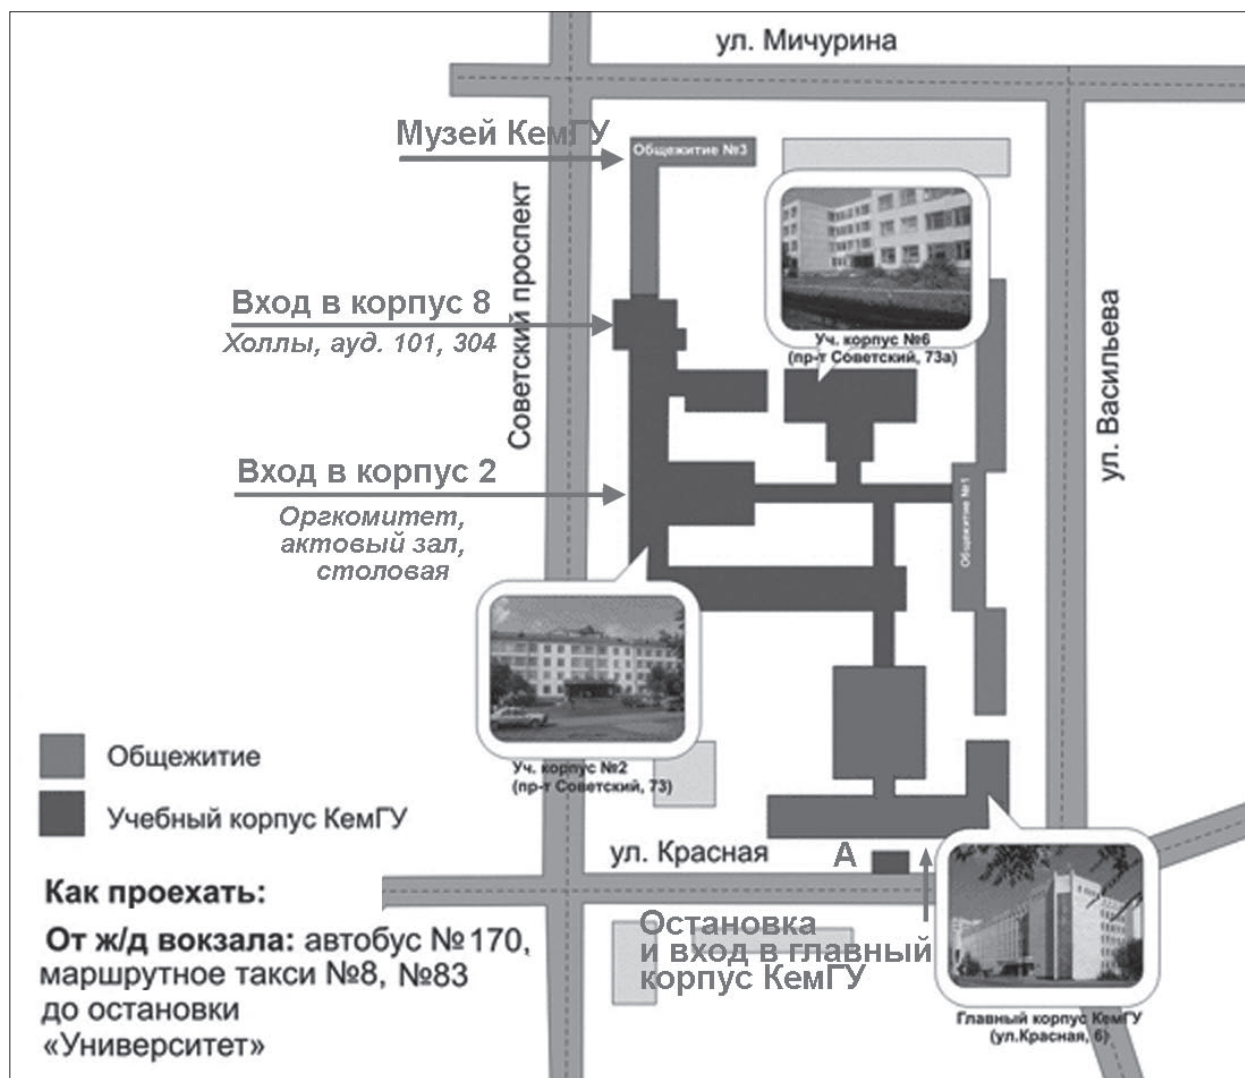 ул. Мичурина
Музей КемГУ
Общежитие №3
Советский проспект
Вход в корпус 8
Холлы, ауд. 101, 304
Уч. корпус №6
(пр-т Советский, 73а)
ул. Васильева
Вход в корпус 2
Оргкомитет,
актовый зал,
столовая
Общежитие №1
Уч. корпус №2
(пр-т Советский, 73)
Общежитие
Учебный корпус КемГУ
ул. Красная
А
Остановка
и вход в главный
корпус КемГУ
Главный корпус КемГУ
(ул.Красная, 6)
Как проехать:
От ж/д вокзала: автобус №170,
маршрутное такси №8, №83
до остановки
«Университет»